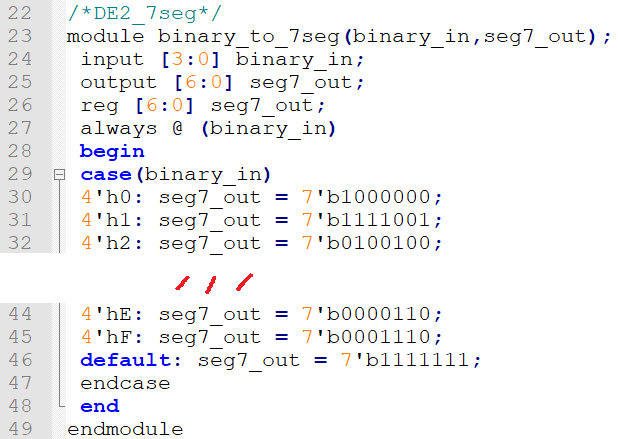 22 /*DE2_7seg*/
23 module binary_to_7seg(binary_in,seg7_out);
24 input [3:0] binary_in;
25 output [6:0] seg7_out;
26 reg [6:0] seg7_out;
27 always @ (binary_in)
28 begin
29 case(binary_in)
30 4'h0: seg7_out = 7'b1000000;
31 4'h1: seg7_out = 7'b1111001;
32 4'h2: seg7_out = 7'b0100100;
44 4'hE: seg7_out = 7'b0000110;
45 4'hF: seg7_out = 7'b0001110;
46 default: seg7_out = 7'b1111111;
47 endcase
48 end
49 endmodule